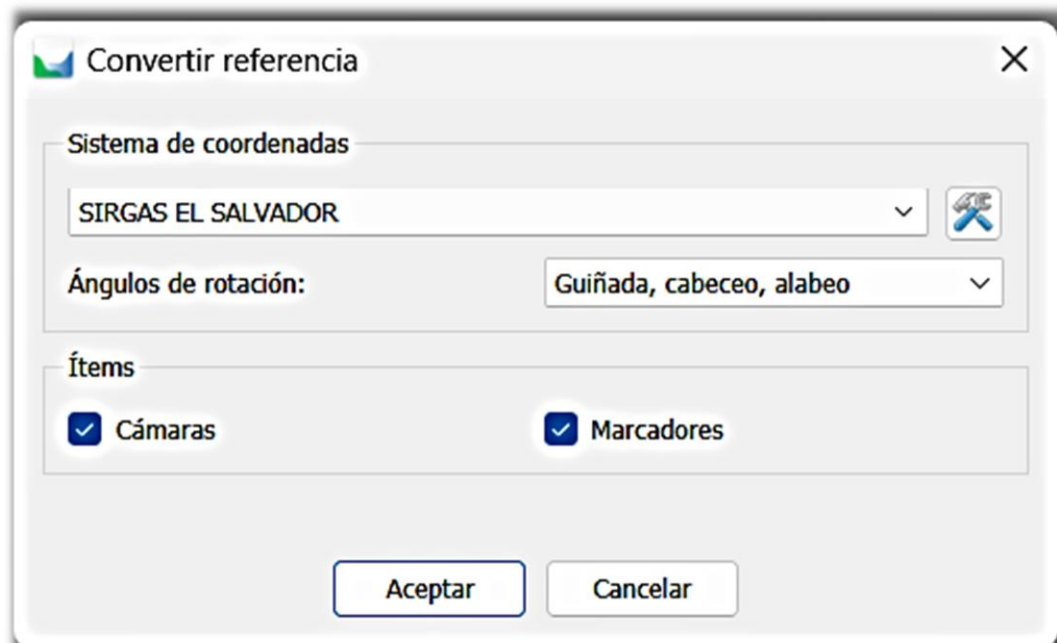 Convertir referencia
Sistema de coordenadas
SIRGAS EL SALVADOR
Ángulos de rotación: Guiñada, cabeceo, alabeo
Ítems
Cámaras Marcadores
Aceptar Cancelar